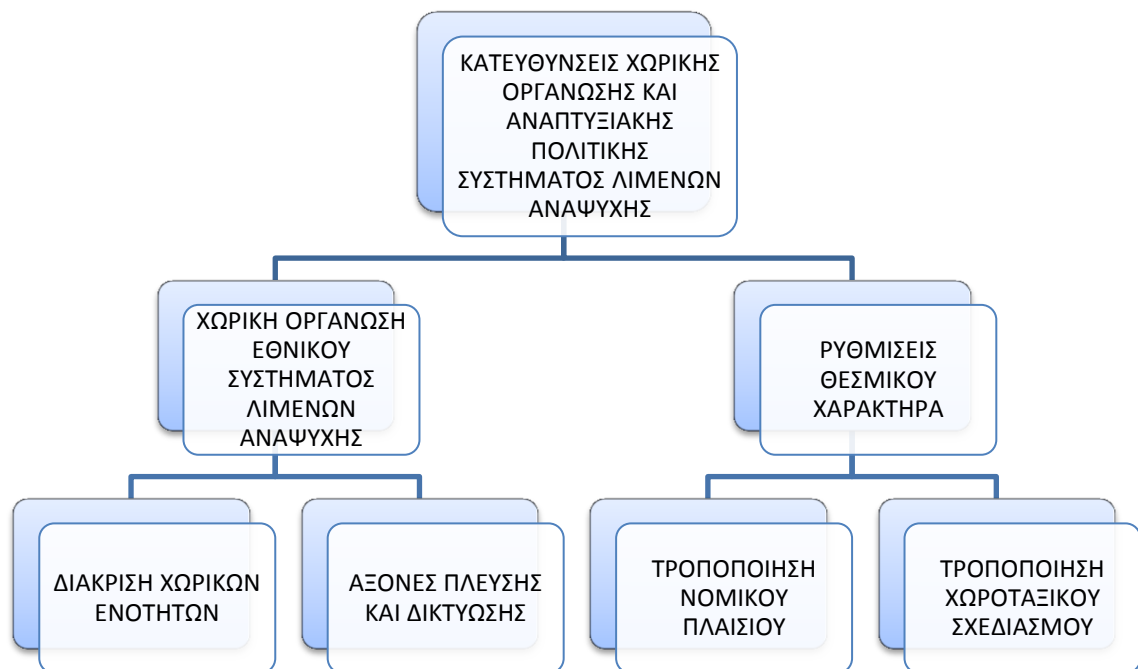 ΚΑΤΕΥΘΥΝΣΕΙΣ ΧΩΡΙΚΗΣ
ΟΡΓΑΝΩΣΗΣ ΚΑΙ
ΑΝΑΠΤΥΞΙΑΚΗΣ
ΠΟΛΙΤΙΚΗΣ
ΣΥΣΤΗΜΑΤΟΣ ΛΙΜΕΝΩΝ
ΑΝΑΨΥΧΗΣ
ΧΩΡΙΚΗ ΟΡΓΑΝΩΣΗ
ΕΘΝΙΚΟΥ
ΣΥΣΤΗΜΑΤΟΣ
ΛΙΜΕΝΩΝ
ΑΝΑΨΥΧΗΣ
ΡΥΘΜΙΣΕΙΣ
ΘΕΣΜΙΚΟΥ
ΧΑΡΑΚΤΗΡΑ
ΔΙΑΚΡΙΣΗ ΧΩΡΙΚΩΝ
ΕΝΟΤΗΤΩΝ
ΑΞΟΝΕΣ ΠΛΕΥΣΗΣ
ΚΑΙ ΔΙΚΤΥΩΣΗΣ
ΤΡΟΠΟΠΟΙΗΣΗ
ΝΟΜΙΚΟΥ
ΠΛΑΙΣΙΟΥ
ΤΡΟΠΟΠΟΙΗΣΗ
ΧΩΡΟΤΑΞΙΚΟΥ
ΣΧΕΔΙΑΣΜΟΥ